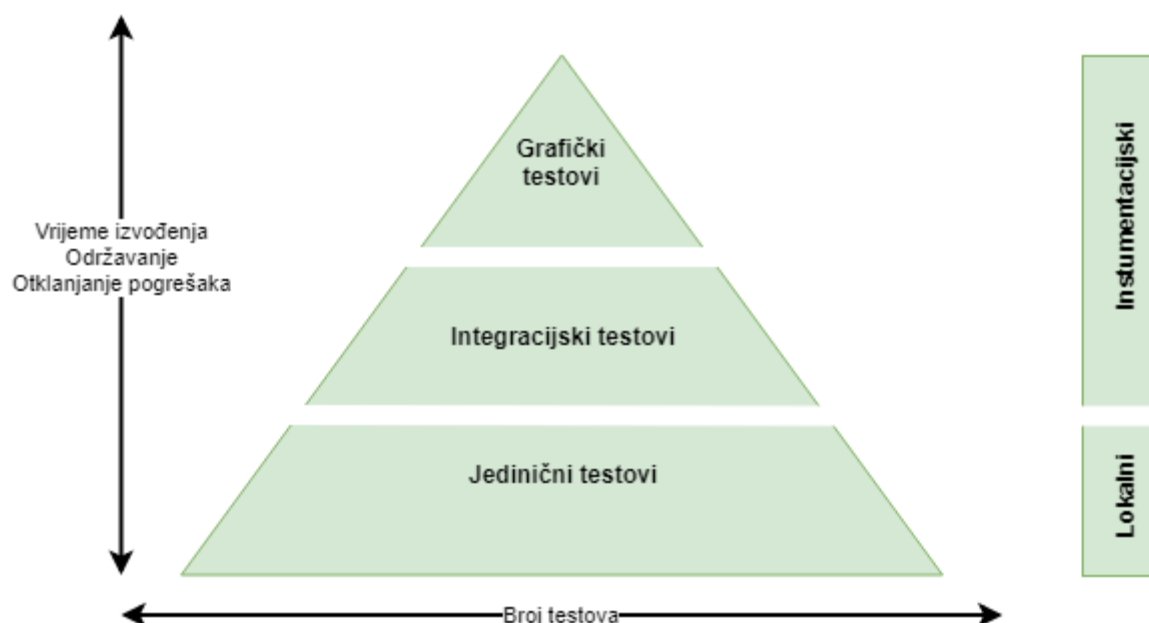 Grafički
testovi
Vrijeme izvođenja
Održavanje
Otklanjanje pogrešaka
Integracijski testovi
Jedinični testovi
Broj testova
Instumentacijski
Lokalni